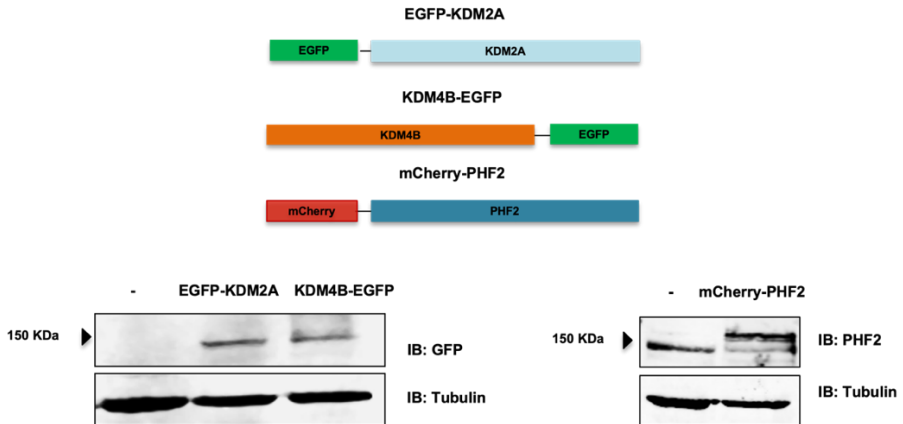 EGFP-KDM2A
EGFP KDM2A
KDM4B-EGFP
KDM4B EGFP
mCherry-PHF2
mCherry PHF2
- EGFP-KDM2A KDM4B-EGFP
150 KDa
IB: GFP
IB: Tubulin
- mCherry-PHF2
150 KDa
IB: PHF2
IB: Tubulin